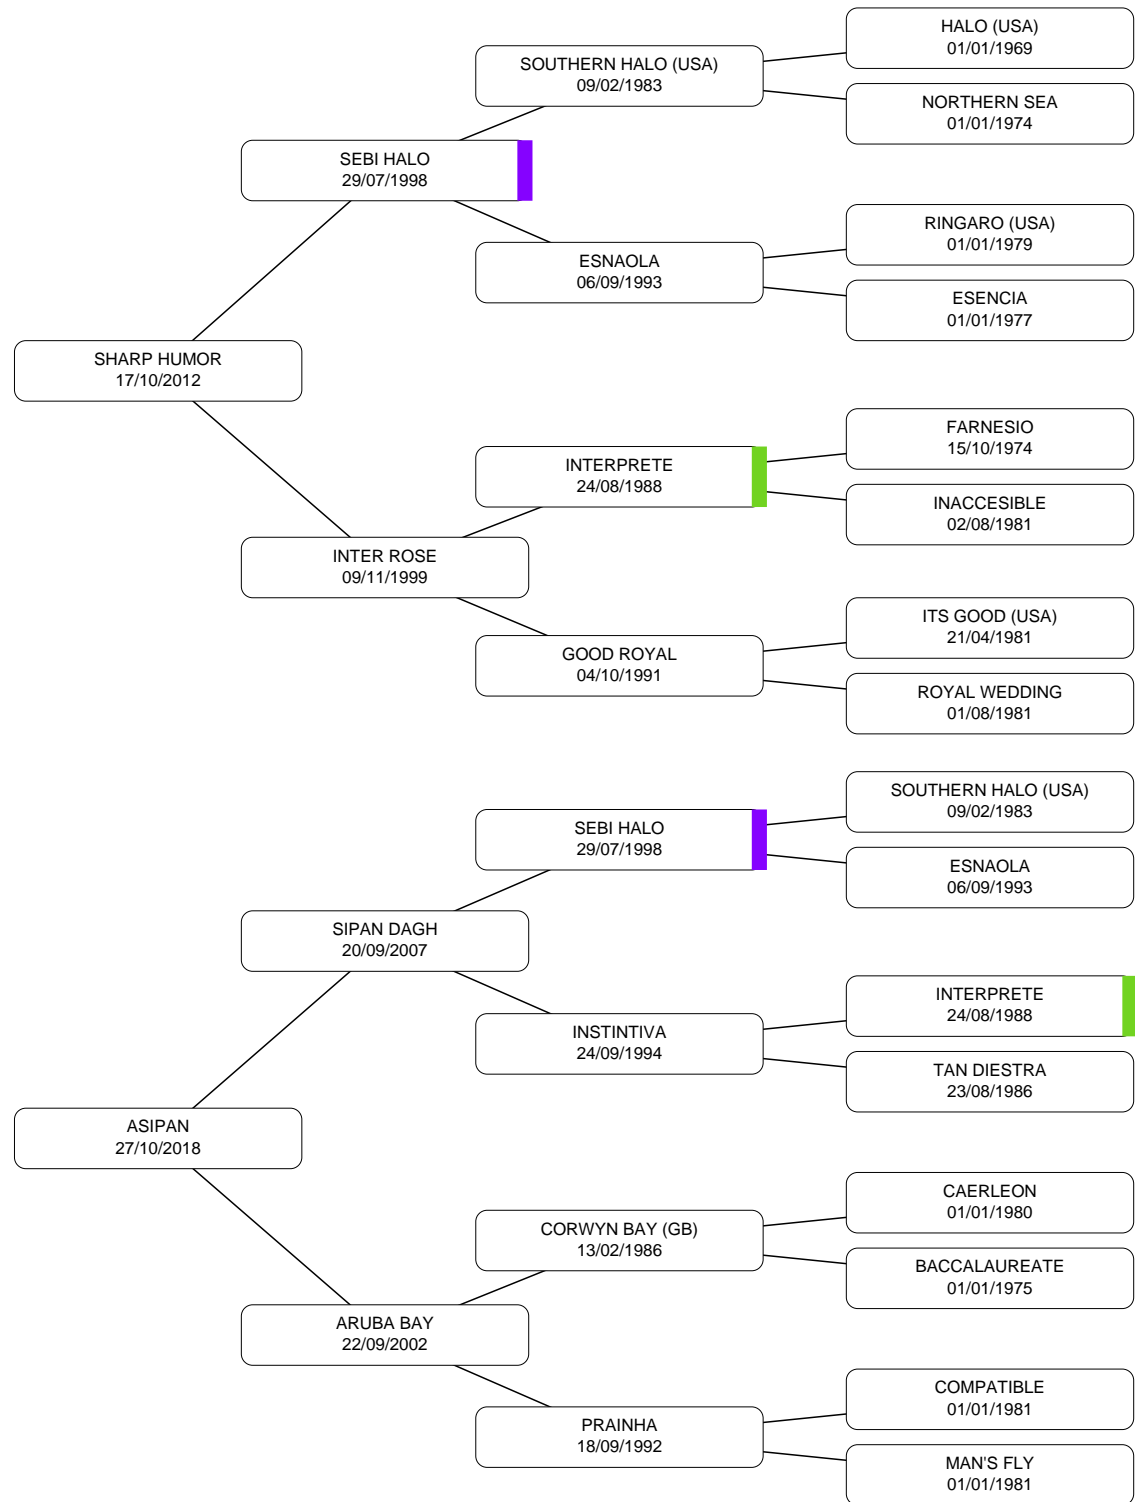 HALO (USA)
01/01/1969
SOUTHERN HALO (USA)
09/02/1983
NORTHERN SEA
01/01/1974
SEBI HALO
29/07/1998
RINGARO (USA)
01/01/1979
ESNAOLA
06/09/1993
ESENCIA
01/01/1977
SHARP HUMOR
17/10/2012
FARNESIO
15/10/1974
INTERPRETE
24/08/1988
INACCESIBLE
02/08/1981
INTER ROSE
09/11/1999
ITS GOOD (USA)
21/04/1981
GOOD ROYAL
04/10/1991
ROYAL WEDDING
01/08/1981
SOUTHERN HALO (USA)
09/02/1983
SEBI HALO
29/07/1998
ESNAOLA
06/09/1993
SIPAN DAGH
20/09/2007
INTERPRETE
24/08/1988
INSTINTIVA
24/09/1994
TAN DIESTRA
23/08/1986
ASIPAN
27/10/2018
CAERLEON
01/01/1980
CORWYN BAY (GB)
13/02/1986
BACCALAUREATE
01/01/1975
ARUBA BAY
22/09/2002
COMPATIBLE
01/01/1981
PRAINHA
18/09/1992
MAN'S FLY
01/01/1981